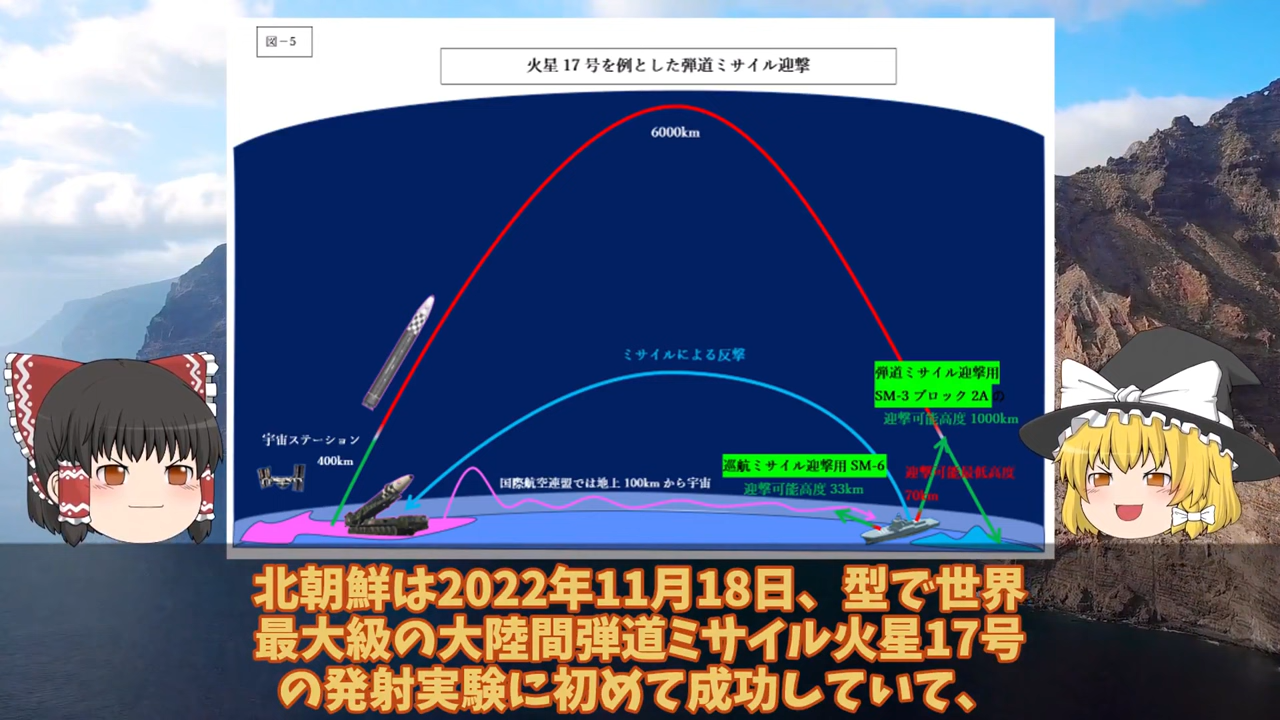 図－5
火星 17 号を例とした弾道ミサイル迎撃
6000km
ミサイルによる反撃
弾道ミサイル迎撃用
SM-3 ブロック 2A の
迎撃可能高度 1000km
宇宙ステーション
400km
巡航ミサイル迎撃用 SM-6
迎撃可能高度 33km
迎撃可能最低高度
70km
国際航空連盟では地上 100km から宇宙
北朝鮮は2022年11月18日、型で世界
最大級の大陸間弾道ミサイル火星17号
の発射実験に初めて成功していて、